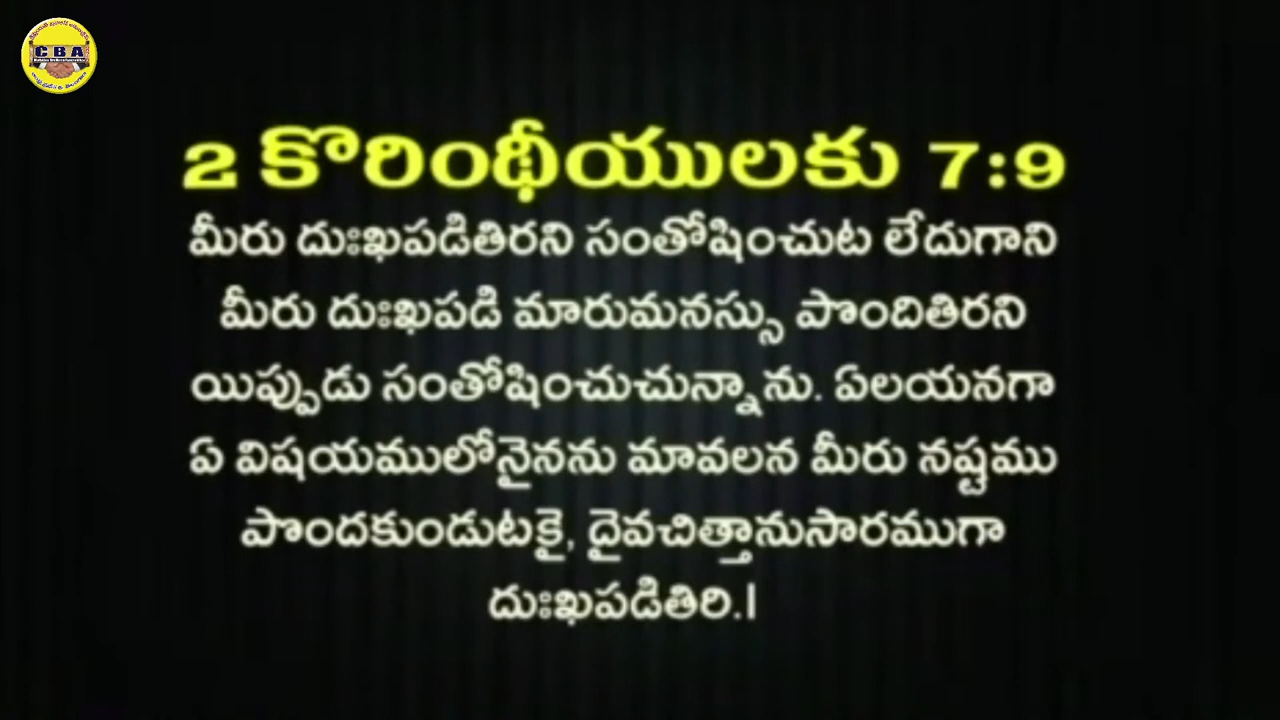 CBA
2 కొరింథీయులకు 7:9
మీరు దుఃఖపడితిరని సంతోషించుట లేదుగాని
మీరు దుఃఖపడి మారుమనస్సు పొందితిరని
యిప్పుడు సంతోషించుచున్నాను. ఏలయనగా
ఏ విషయములోనైనను మావలన మీరు నష్టము
పొందకుండుటకై, దైవచిత్తానుసారముగా
దుఃఖపడితిరి.|